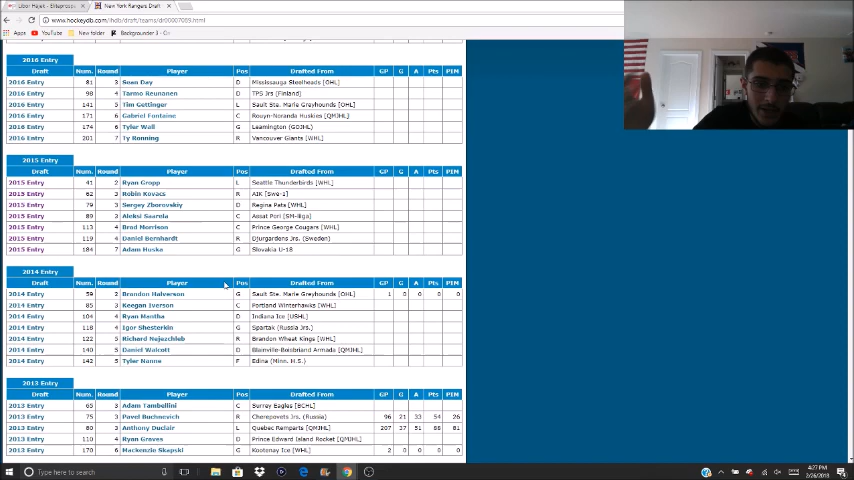 Libor Hajek - Eliteprosp
New York Rangers Draft
www.hockeydb.com/ihdb/draft/teams/dr00007089.html
Apps YouTube New folder Backgrounder 3 - Go
2016 Entry
Draft Num. Round Player Pos Drafted From GP G A Pts PIM
2016 Entry 81 3 Sean Day D Mississauga Steelheads [OHL]
2016 Entry 98 4 Tarmo Reunanen D TPS Jrs (Finland)
2016 Entry 141 5 Tim Gettinger L Sault Ste. Marie Greyhounds [OHL]
2016 Entry 171 6 Gabriel Fontaine C Rouyn-Noranda Huskies [QMJHL]
2016 Entry 174 6 Tyler Wall G Leamington (GOJHL)
2016 Entry 201 7 Ty Ronning R Vancouver Giants [WHL]
2015 Entry
Draft Num. Round Player Pos Drafted From GP G A Pts PIM
2015 Entry 41 2 Ryan Gropp L Seattle Thunderbirds [WHL]
2015 Entry 62 3 Robin Kovacs R AIK [Swe-1]
2015 Entry 79 3 Sergey Zborovskiy D Regina Pats [WHL]
2015 Entry 89 3 Aleksi Saarela C Assat Pori [SM-liiga]
2015 Entry 113 4 Brad Morrison C Prince George Cougars [WHL]
2015 Entry 119 4 Daniel Bernhardt R Djurgardens Jrs. (Sweden)
2015 Entry 184 7 Adam Huska G Slovakia U-18
2014 Entry
Draft Num. Round Player Pos Drafted From GP G A Pts PIM
2014 Entry 59 2 Brandon Halverson G Sault Ste. Marie Greyhounds [OHL] 1 0 0 0 0
2014 Entry 85 3 Keegan Iverson C Portland Winterhawks [WHL]
2014 Entry 104 4 Ryan Mantha D Indiana Ice [USHL]
2014 Entry 118 4 Igor Shesterkin G Spartak (Russia Jrs.)
2014 Entry 122 5 Richard Nejezchleb R Brandon Wheat Kings [WHL]
2014 Entry 140 5 Daniel Walcott D Blainville-Boisbriand Armada [QMJHL]
2014 Entry 142 5 Tyler Nanne F Edina (Minn. H.S.)
2013 Entry
Draft Num. Round Player Pos Drafted From GP G A Pts PIM
2013 Entry 65 3 Adam Tambellini C Surrey Eagles [BCHL]
2013 Entry 75 3 Pavel Buchnevich R Cherepovets Jrs. (Russia) 96 21 33 54 26
2013 Entry 80 3 Anthony Duclair L Quebec Remparts [QMJHL] 207 37 51 88 81
2013 Entry 110 4 Ryan Graves D Prince Edward Island Rocket [QMJHL]
2013 Entry 170 6 Mackenzie Skapski G Kootenay Ice [WHL] 2 0 0 0 0
Type here to search
4:27 PM
2/26/2018